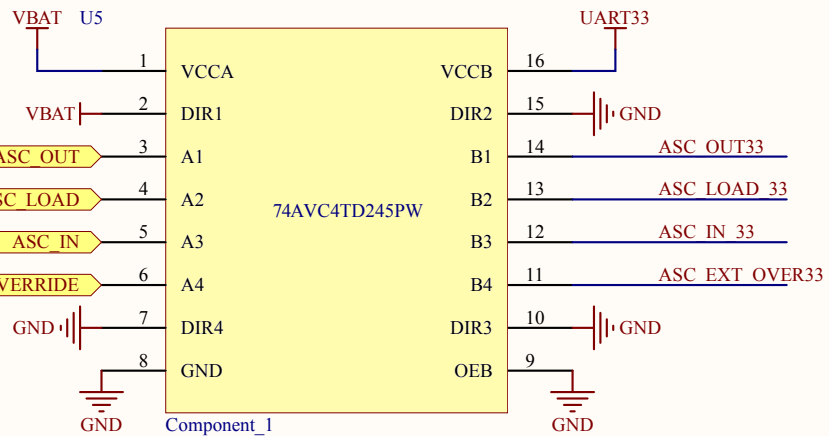 VBAT U5 UART33
1 VCCA VCCB 16
VBAT 2 DIR1 DIR2 15 GND
ASC_OUT 3 A1 B1 14 ASC_OUT33
SC_LOAD 4 A2 B2 13 ASC_LOAD_33
74AVC4TD245PW
ASC_IN 5 A3 B3 12 ASC_IN_33
VERRIDE 6 A4 B4 11 ASC_EXT_OVER33
GND 7 DIR4 DIR3 10 GND
8 GND OEB 9
GND Component_1 GND